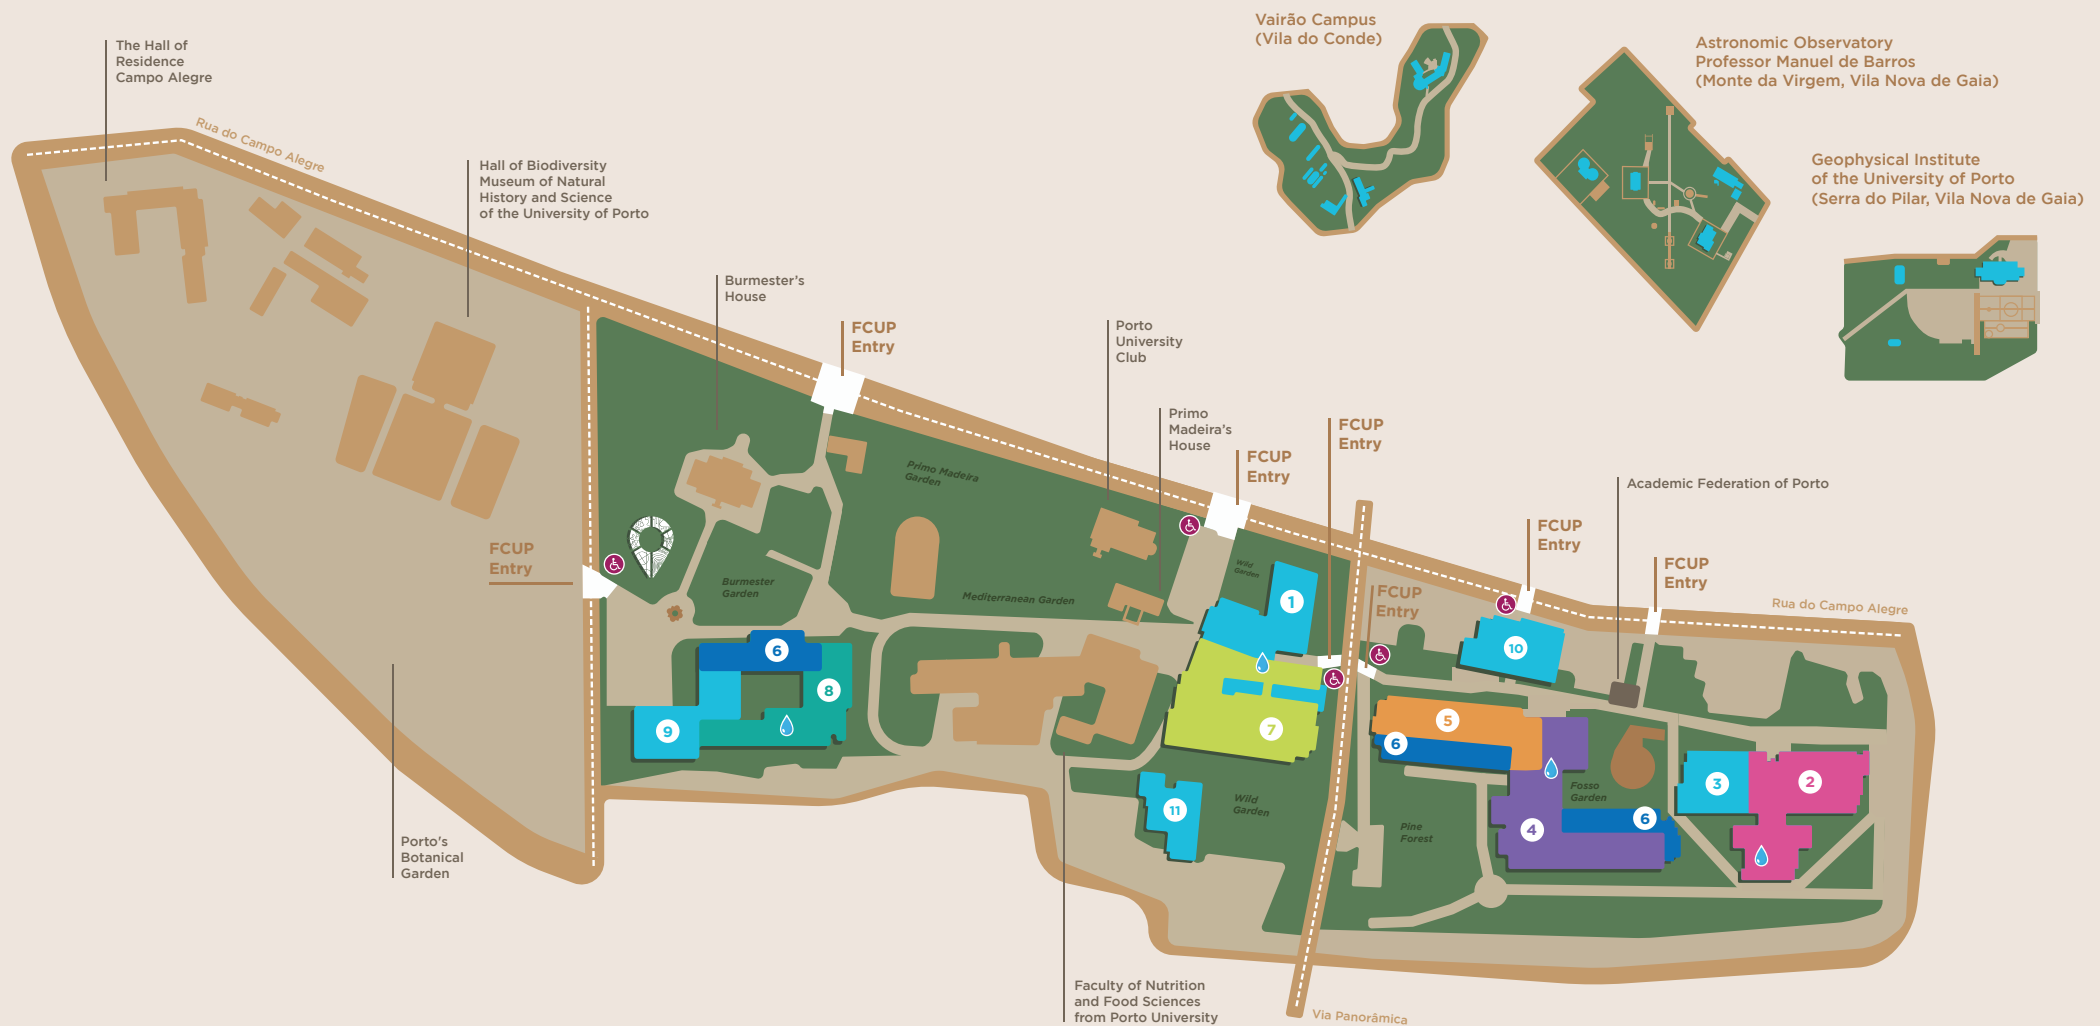 The Hall of
Residence
Campo Alegre
Rua do Campo Alegre
Hall of Biodiversity
Museum of Natural
History and Science
of the University of Porto
Vairão Campus
(Vila do Conde)
Astronomic Observatory
Professor Manuel de Barros
(Monte da Virgem, Vila Nova de Gaia)
Geophysical Institute
of the University of Porto
(Serra do Pilar, Vila Nova de Gaia)
Burmester's
House
FCUP
Entry
Porto
University
Club
Primo
Madeira's
House
FCUP
Entry
FCUP
Entry
Academic Federation of Porto
FCUP
Entry
FCUP
Entry
FCUP
Entry
FCUP
Entry
Rua do Campo Alegre
Primo Madeira
Garden
Burmester
Garden
Mediterranean Garden
Wild
Garden
1
10
6
8
9
7
5
6
11
Wild
Garden
Pine
Forest
Fosso
Garden
4
6
3
2
Porto's
Botanical
Garden
Faculty of Nutrition
and Food Sciences
from Porto University
Via Panorâmica